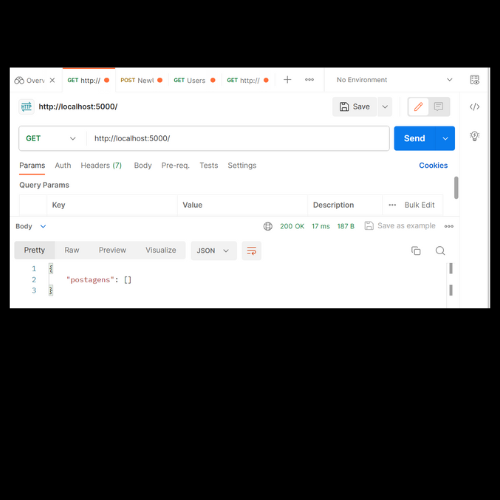 Overv
GET http://
POST New
GET Users
GET http://
No Environment
HTTP http://localhost:5000/
Save
GET
http://localhost:5000/
Send
Params Auth Headers (7) Body Pre-req. Tests Settings
Cookies
Query Params
Key Value Description Bulk Edit
Body
200 OK 17 ms 187 B
Save as example
Pretty Raw Preview Visualize JSON
1 {
2 "postagens": []
3 }